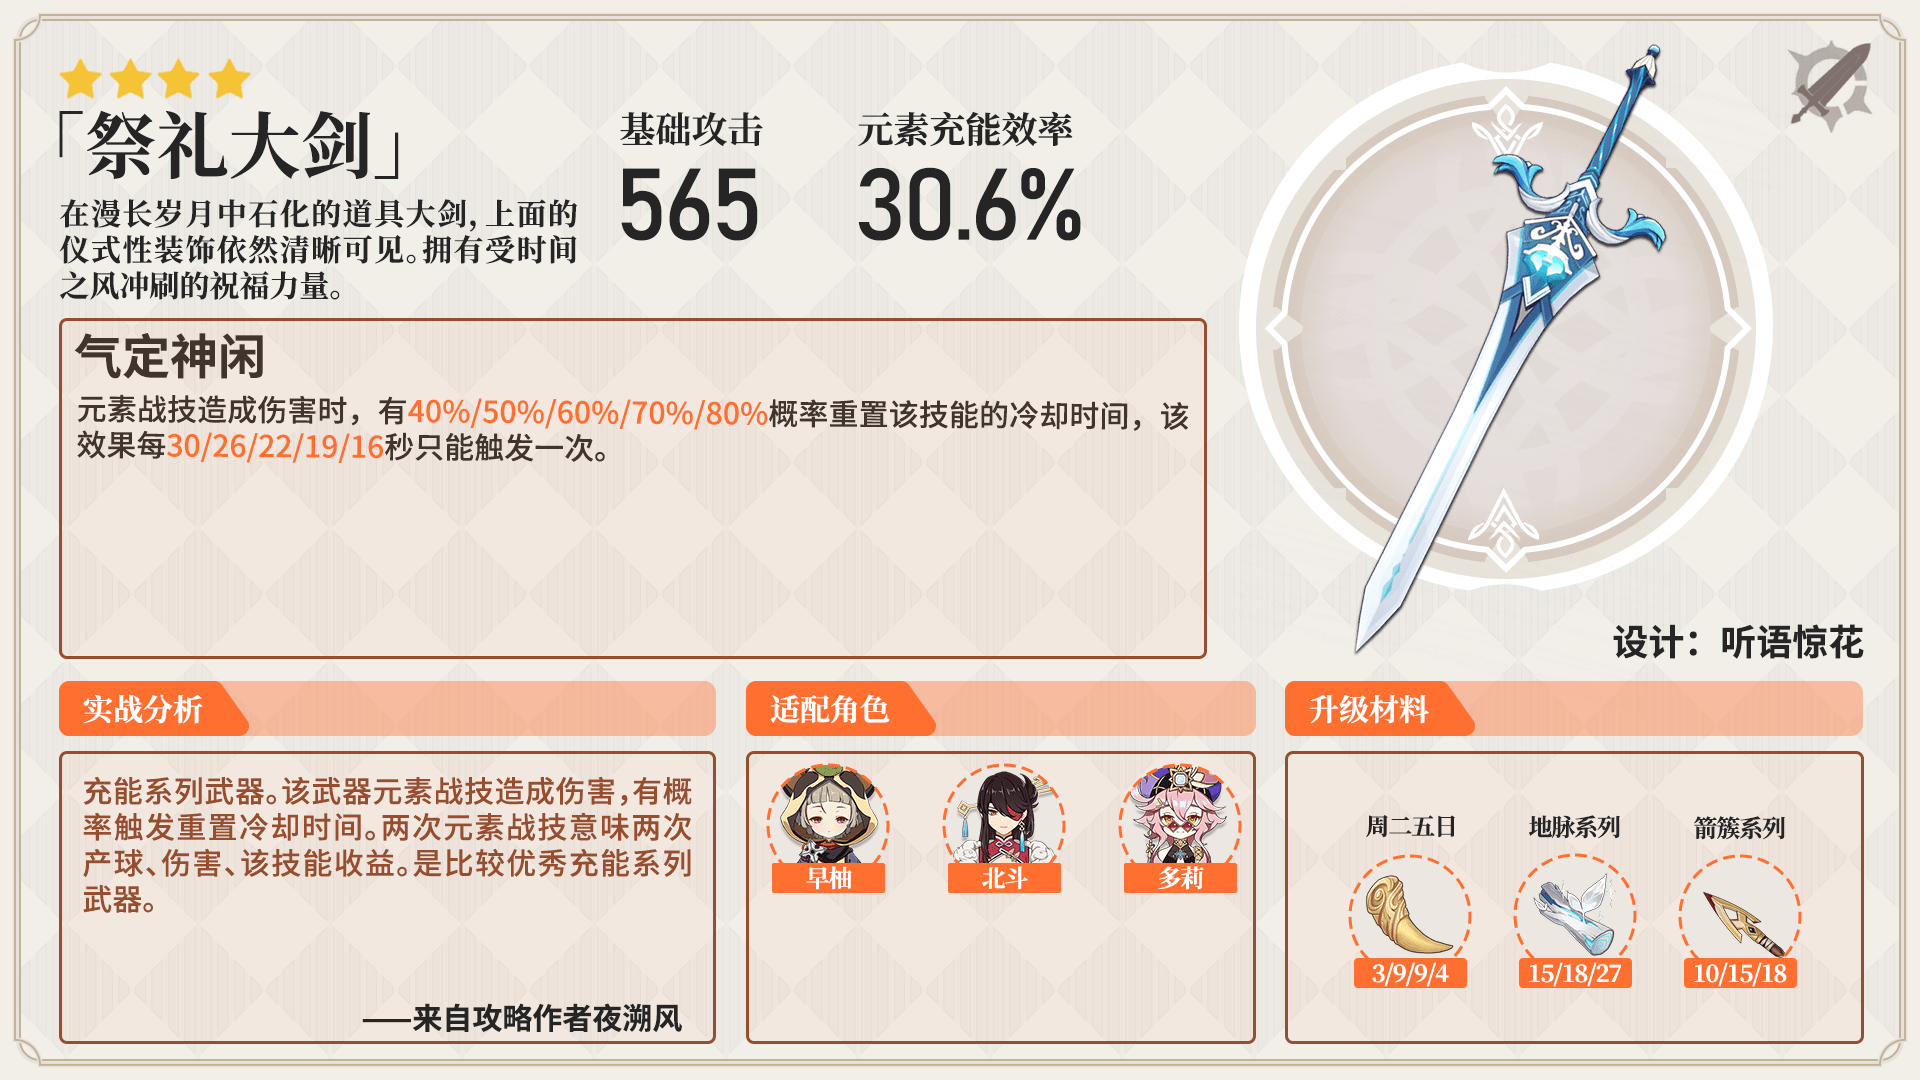 「祭礼大剑」
在漫长岁月中石化的道具大剑，上面的
仪式性装饰依然清晰可见。拥有受时间
之风冲刷的祝福力量。
基础攻击
565
元素充能效率
30.6%
气定神闲
元素战技造成伤害时，有40%/50%/60%/70%/80%概率重置该技能的冷却时间，该
效果每30/26/22/19/16秒只能触发一次。
设计：听语惊花
实战分析
充能系列武器。该武器元素战技造成伤害，有概
率触发重置冷却时间。两次元素战技意味两次
产球、伤害、该技能收益。是比较优秀充能系列
武器。
——来自攻略作者夜溯风
适配角色
早柚
北斗
多莉
升级材料
周二五日
地脉系列
箭簇系列
3/9/9/4
15/18/27
10/15/18